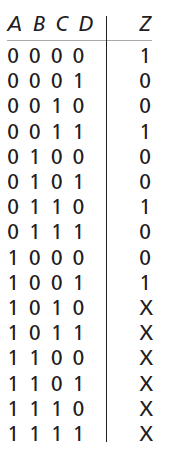 A B C D Z
0 0 0 0 1
0 0 0 1 0
0 0 1 0 0
0 0 1 1 1
0 1 0 0 0
0 1 0 1 0
0 1 1 0 1
0 1 1 1 0
1 0 0 0 0
1 0 0 1 1
1 0 1 0 X
1 0 1 1 X
1 1 0 0 X
1 1 0 1 X
1 1 1 0 X
1 1 1 1 X